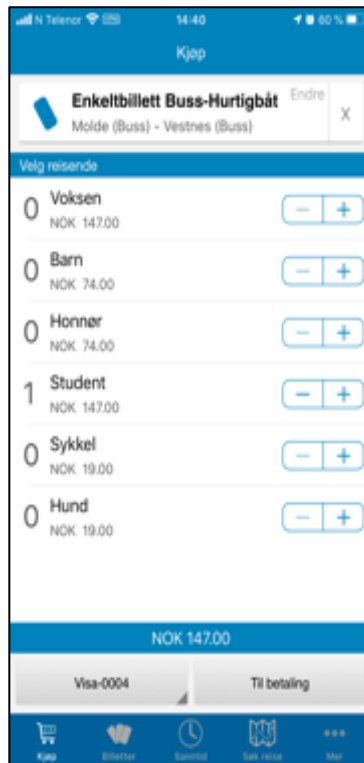 N Telenor 14:40 60 %
Kjøp
Enkeltbillett Buss-Hurtigbåt Endre
Molde (Buss) - Vestnes (Buss) X
Velg reisende
0 Voksen
NOK 147.00
0 Barn
NOK 74.00
0 Honnør
NOK 74.00
1 Student
NOK 147.00
0 Sykkel
NOK 19.00
0 Hund
NOK 19.00
NOK 147.00
Visa-0004 Til betaling
Kjøp Billetter Sanntid Søk reise Mer